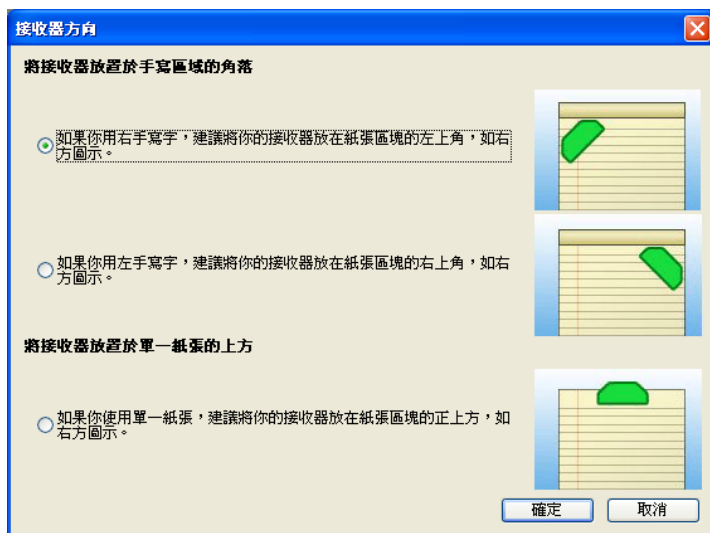 接收器方向
將接收器放置於手寫區域的角落
如果你用右手寫字，建議將你的接收器放在紙張區塊的左上角，如右
方圖示。
如果你用左手寫字，建議將你的接收器放在紙張區塊的右上角，如右
方圖示。
將接收器放置於單一紙張的上方
如果你使用單一紙張，建議將你的接收器放在紙張區塊的正上方，如
右方圖示。
確定
取消